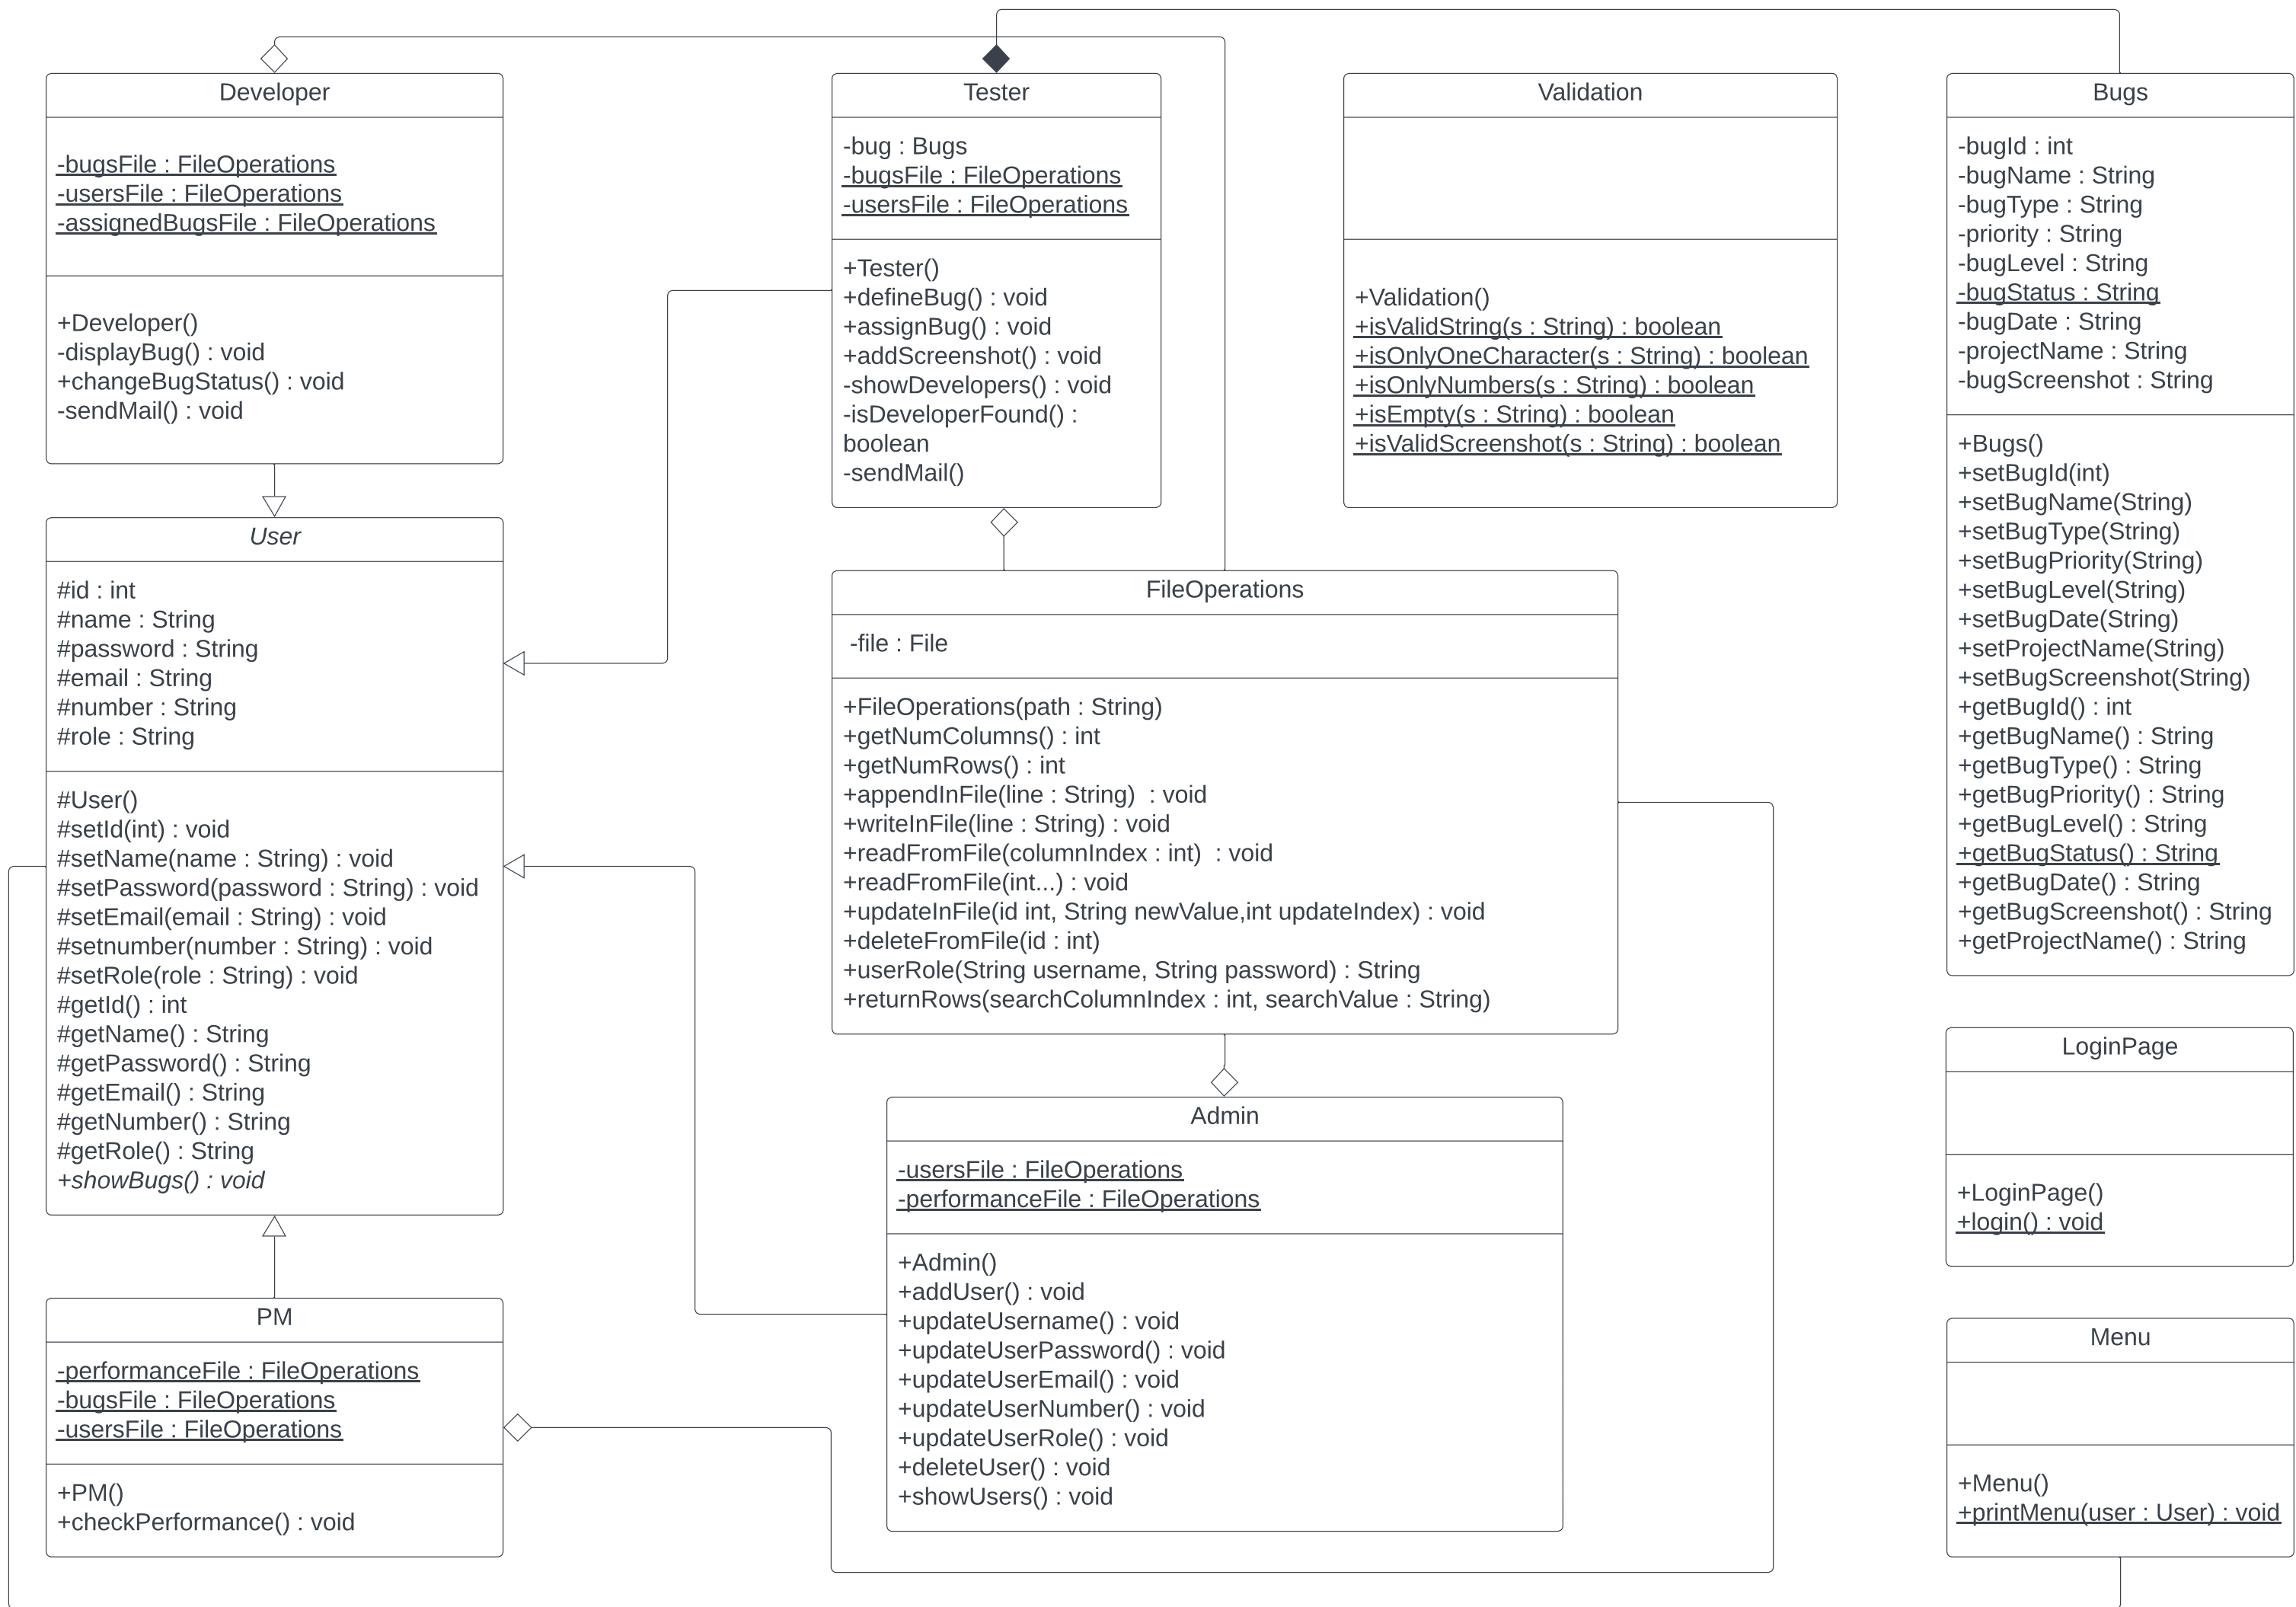 Developer
-bugsFile : FileOperations
-usersFile : FileOperations
-assignedBugsFile : FileOperations
+Developer()
-displayBug() : void
+changeBugStatus() : void
-sendMail() : void
Tester
-bug : Bugs
-bugsFile : FileOperations
-usersFile : FileOperations
+Tester()
+defineBug() : void
+assignBug() : void
+addScreenshot() : void
-showDevelopers() : void
-isDeveloperFound() :
boolean
-sendMail()
Validation
+Validation()
+isValidString(s : String) : boolean
+isOnlyOneCharacter(s : String) : boolean
+isOnlyNumbers(s : String) : boolean
+isEmpty(s : String) : boolean
+isValidScreenshot(s : String) : boolean
Bugs
-bugId : int
-bugName : String
-bugType : String
-priority : String
-bugLevel : String
-bugStatus : String
-bugDate : String
-projectName : String
-bugScreenshot : String
+Bugs()
+setBugId(int)
+setBugName(String)
+setBugType(String)
+setBugPriority(String)
+setBugLevel(String)
+setBugDate(String)
+setProjectName(String)
+setBugScreenshot(String)
+getBugId() : int
+getBugName() : String
+getBugType() : String
+getBugPriority() : String
+getBugLevel() : String
+getBugStatus() : String
+getBugDate() : String
+getBugScreenshot() : String
+getProjectName() : String
User
#id : int
#name : String
#password : String
#email : String
#number : String
#role : String
#User()
#setId(int) : void
#setName(name : String) : void
#setPassword(password : String) : void
#setEmail(email : String) : void
#setnumber(number : String) : void
#setRole(role : String) : void
#getId() : int
#getName() : String
#getPassword() : String
#getEmail() : String
#getNumber() : String
#getRole() : String
+showBugs() : void
FileOperations
-file : File
+FileOperations(path : String)
+getNumColumns() : int
+getNumRows() : int
+appendInFile(line : String)  : void
+writeInFile(line : String) : void
+readFromFile(columnIndex : int)  : void
+readFromFile(int...) : void
+updateInFile(id int, String newValue,int updateIndex) : void
+deleteFromFile(id : int)
+userRole(String username, String password) : String
+returnRows(searchColumnIndex : int, searchValue : String)
LoginPage
+LoginPage()
+login() : void
Admin
-usersFile : FileOperations
-performanceFile : FileOperations
+Admin()
+addUser() : void
+updateUsername() : void
+updateUserPassword() : void
+updateUserEmail() : void
+updateUserNumber() : void
+updateUserRole() : void
+deleteUser() : void
+showUsers() : void
PM
-performanceFile : FileOperations
-bugsFile : FileOperations
-usersFile : FileOperations
+PM()
+checkPerformance() : void
Menu
+Menu()
+printMenu(user : User) : void